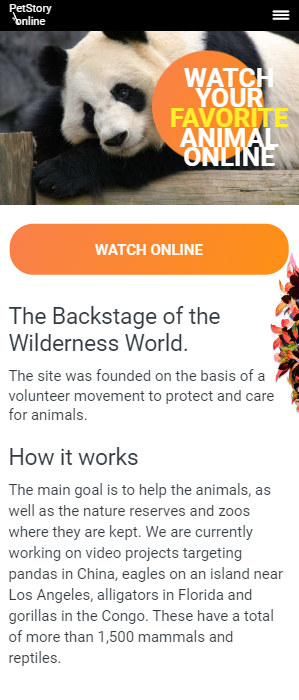 PetStory
online
WATCH
YOUR
FAVORITE
ANIMAL
ONLINE
WATCH ONLINE
The Backstage of the
Wilderness World.
The site was founded on the basis of a
volunteer movement to protect and care
for animals.
How it works
The main goal is to help the animals, as
well as the nature reserves and zoos
where they are kept. We are currently
working on video projects targeting
pandas in China, eagles on an island near
Los Angeles, alligators in Florida and
gorillas in the Congo. These have a total
of more than 1,500 mammals and
reptiles.